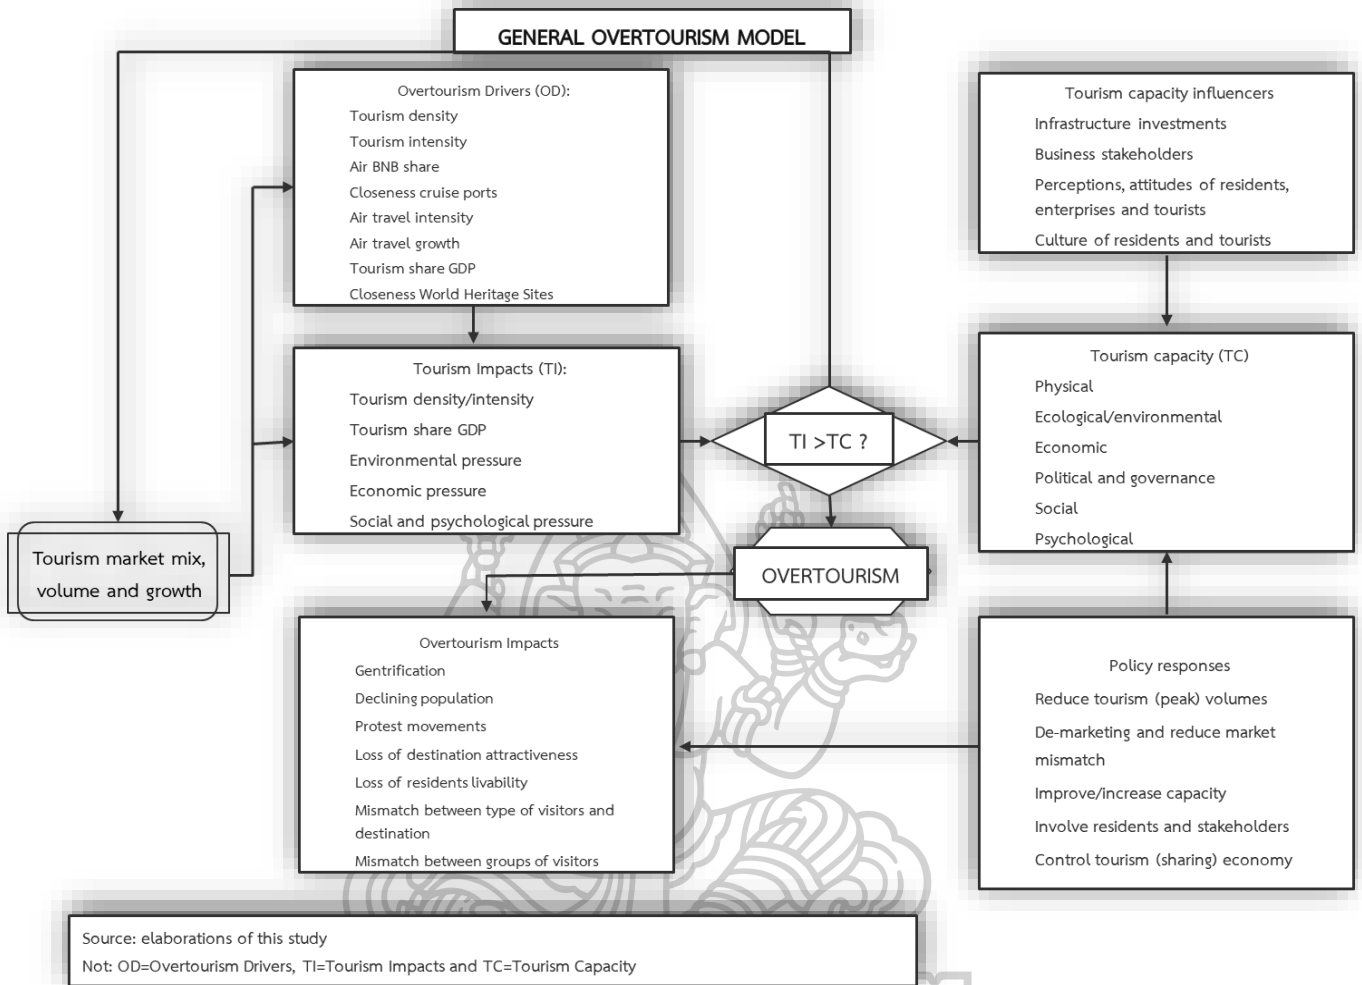 GENERAL OVERTOURISM MODEL
Overtourism Drivers (OD):
Tourism density
Tourism intensity
Air BNB share
Closeness cruise ports
Air travel intensity
Air travel growth
Tourism share GDP
Closeness World Heritage Sites
Tourism capacity influencers
Infrastructure investments
Business stakeholders
Perceptions, attitudes of residents,
enterprises and tourists
Culture of residents and tourists
Tourism Impacts (TI):
Tourism density/intensity
Tourism share GDP
Environmental pressure
Economic pressure
Social and psychological pressure
TI >TC ?
Tourism capacity (TC)
Physical
Ecological/environmental
Economic
Political and governance
Social
Psychological
Tourism market mix,
volume and growth
OVERTOURISM
Overtourism Impacts
Gentrification
Declining population
Protest movements
Loss of destination attractiveness
Loss of residents livability
Mismatch between type of visitors and
destination
Mismatch between groups of visitors
Policy responses
Reduce tourism (peak) volumes
De-marketing and reduce market
mismatch
Improve/increase capacity
Involve residents and stakeholders
Control tourism (sharing) economy
Source: elaborations of this study
Not: OD=Overtourism Drivers, TI=Tourism Impacts and TC=Tourism Capacity